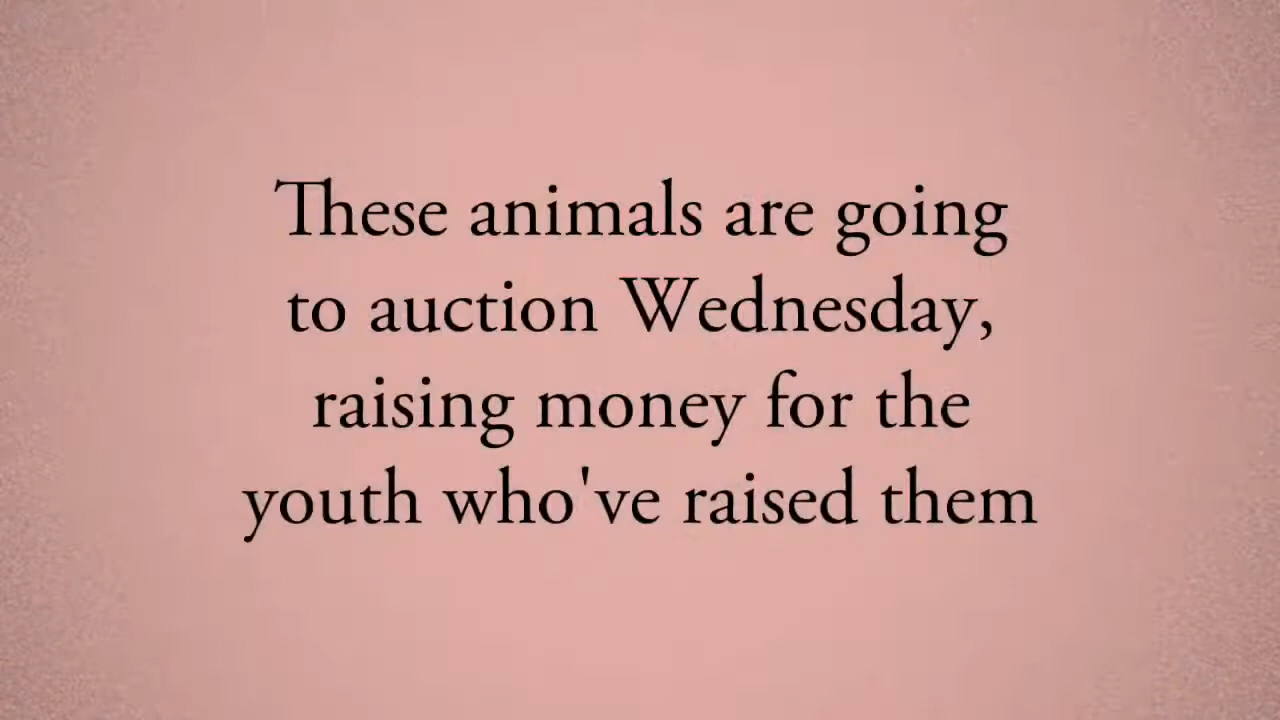 These animals are going
to auction Wednesday,
raising money for the
youth who've raised them